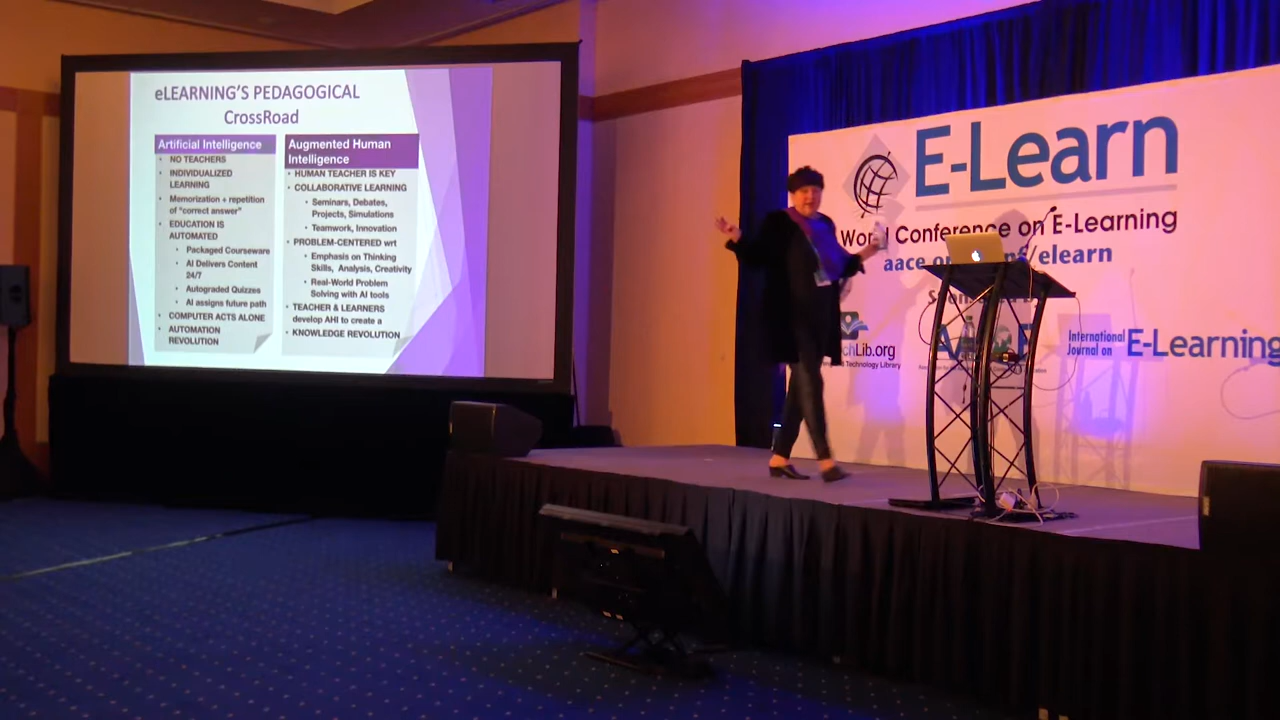 eLEARNING'S PEDAGOGICAL
CrossRoad
Artificial Intelligence
NO TEACHERS
INDIVIDUALIZED
LEARNING
Memorization + repetition
of "correct answer"
EDUCATION IS
AUTOMATED
Packaged Courseware
AI Delivers Content
24/7
Autograded Quizzes
AI assigns future path
COMPUTER ACTS ALONE
AUTOMATION
REVOLUTION
Augmented Human
Intelligence
HUMAN TEACHER IS KEY
COLLABORATIVE LEARNING
Seminars, Debates,
Projects, Simulations
Teamwork, Innovation
PROBLEM-CENTERED wrt
Emphasis on Thinking
Skills, Analysis, Creativity
Real-World Problem
Solving with AI tools
TEACHER & LEARNERS
develop AHI to create a
KNOWLEDGE REVOLUTION
E-Learn
World Conference on E-Learning
/elearn
chLib.org
Technology Library
International
Journal on
E-Learning